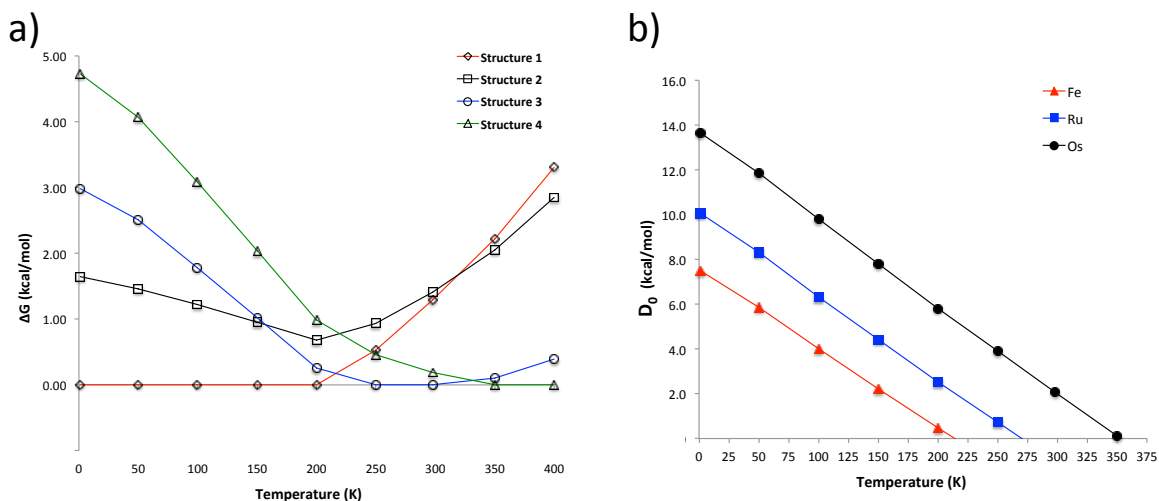 a)
5.00
4.00
3.00
2.00
1.00
0.00
ΔG (kcal/mol)
0 50 100 150 200 250 300 350 400
Temperature (K)
Structure 1
Structure 2
Structure 3
Structure 4
b)
16.0
14.0
12.0
10.0
8.0
6.0
4.0
2.0
D₀ (kcal/mol)
0 25 50 75 100 125 150 175 200 225 250 275 300 325 350 375
Temperature (K)
Fe
Ru
Os